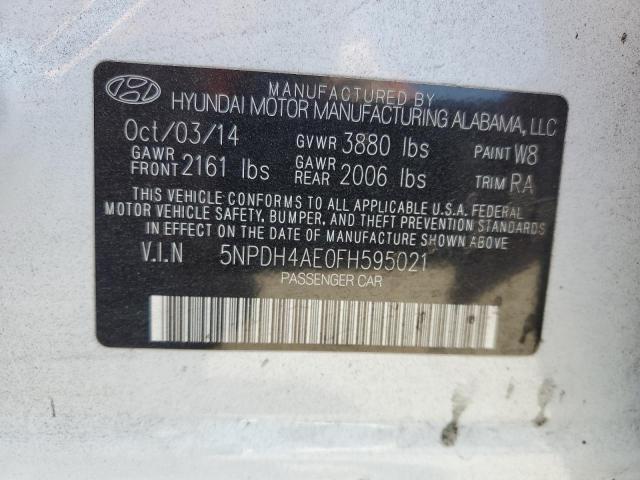 MANUFACTURED BY
HYUNDAI MOTOR MANUFACTURING ALABAMA, LLC
Oct/03/14 GVWR 3880 lbs PAINT W8
GAWR FRONT 2161 lbs GAWR REAR 2006 lbs TRIM RA
THIS VEHICLE CONFORMS TO ALL APPLICABLE U.S.A. FEDERAL
MOTOR VEHICLE SAFETY, BUMPER, AND THEFT PREVENTION STANDARDS
IN EFFECT ON THE DATE OF MANUFACTURE SHOWN ABOVE.
V.I.N 5NPDH4AE0FH595021
PASSENGER CAR